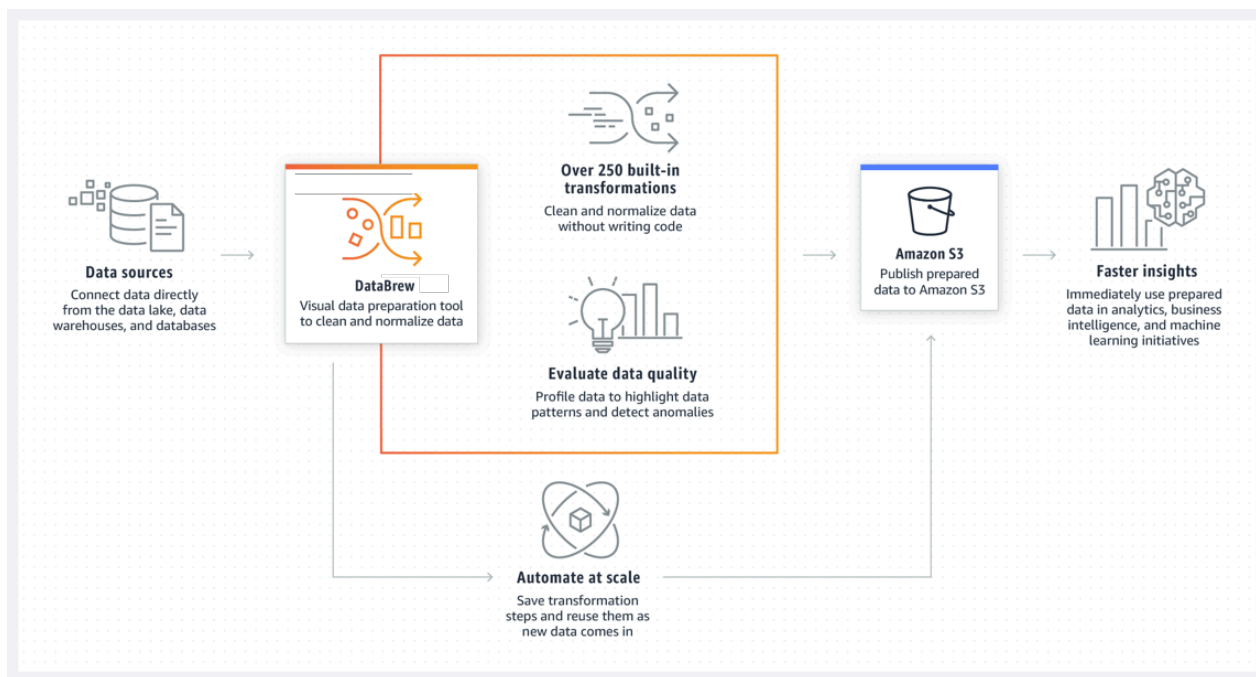 Data sources
Connect data directly
from the data lake, data
warehouses, and databases
DataBrew
Visual data preparation tool
to clean and normalize data
Over 250 built-in
transformations
Clean and normalize data
without writing code
Evaluate data quality
Profile data to highlight data
patterns and detect anomalies
Automate at scale
Save transformation
steps and reuse them as
new data comes in
Amazon S3
Publish prepared
data to Amazon S3
Faster insights
Immediately use prepared
data in analytics, business
intelligence, and machine
learning initiatives